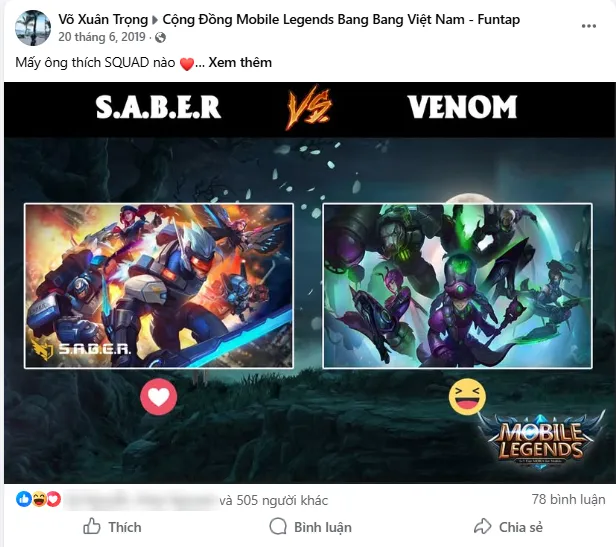 Võ Xuân Trọng ▸ Cộng Đồng Mobile Legends Bang Bang Việt Nam - Funtap
20 tháng 6, 2019 ·
Mấy ông thích SQUAD nào ❤️... Xem thêm
S.A.B.E.R VS. VENOM
S.A.B.E.R.
MOBILE
LEGENDS
và 505 người khác 78 bình luận
Thích Bình luận Chia sẻ